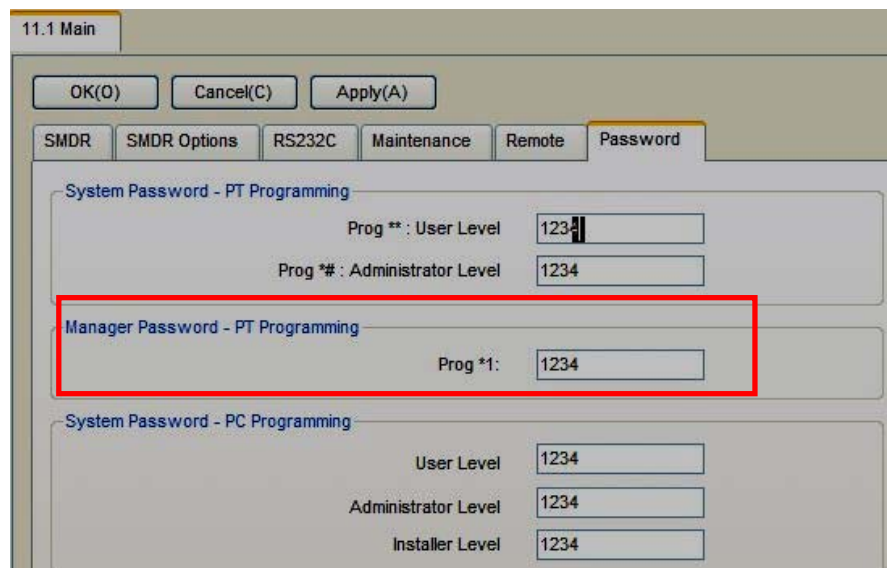 11.1 Main
OK(O) Cancel(C) Apply(A)
SMDR SMDR Options RS232C Maintenance Remote Password
System Password - PT Programming
Prog ** : User Level 1234
Prog *# : Administrator Level 1234
Manager Password - PT Programming
Prog *1: 1234
System Password - PC Programming
User Level 1234
Administrator Level 1234
Installer Level 1234